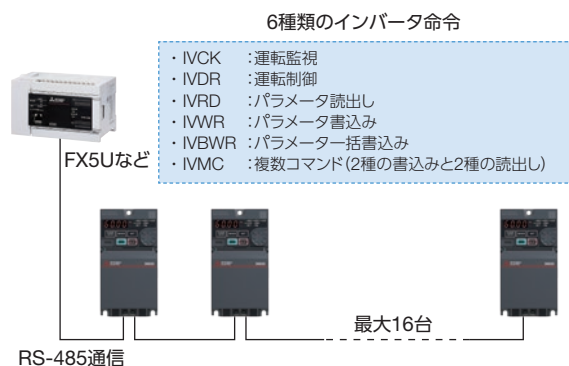 6種類のインバータ命令
・IVCK ：運転監視
・IVDR ：運転制御
・IVRD ：パラメータ読出し
・IVWR ：パラメータ書込み
・IVBWR ：パラメータ一括書込み
・IVMC ：複数コマンド（2種の書込みと2種の読出し）
FX5Uなど
最大16台
RS-485通信